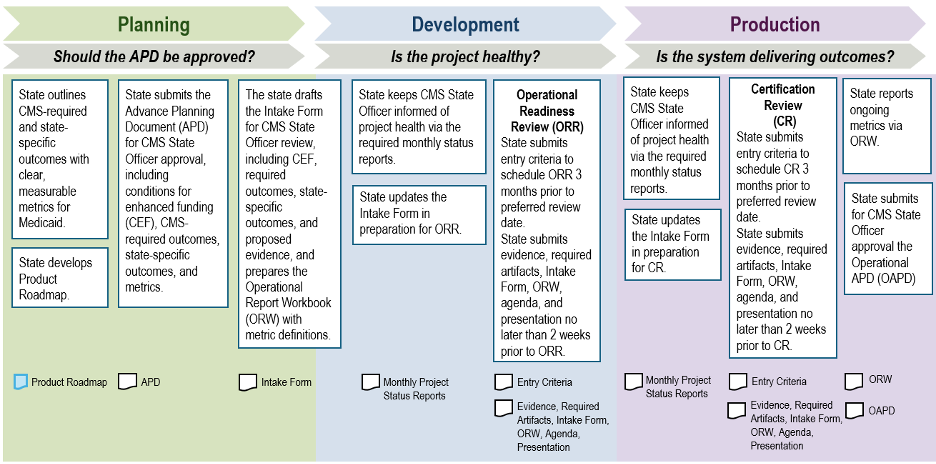 Planning
Development
Production
Should the APD be approved?
Is the project healthy?
Is the system delivering outcomes?
State outlines
CMS-required
and state-
specific
outcomes with
clear,
measurable
metrics for
Medicaid.
State develops
Product
Roadmap.
State submits the
Advance Planning
Document (APD)
for CMS State
Officer approval,
including
conditions for
enhanced funding
(CEF), CMS-
required outcomes,
state-specific
outcomes, and
metrics.
The state drafts
the Intake Form
for CMS State
Officer review,
including CEF,
required
outcomes, state-
specific
outcomes, and
proposed
evidence, and
prepares the
Operational
Report Workbook
(ORW) with
metric definitions.
State keeps CMS State
Officer informed of
project health via the
required monthly status
reports.
State updates the
Intake Form in
preparation for ORR.
Operational
Readiness
Review (ORR)
State submits
entry criteria to
schedule ORR 3
months prior to
preferred review
date.
State submits
evidence, required
artifacts, Intake
Form, ORW,
agenda, and
presentation no
later than 2 weeks
prior to ORR.
State keeps
CMS State
Officer informed
of project health
via the required
monthly status
reports.
State updates
the Intake Form
in preparation
for CR.
Certification
Review
(CR)
State submits
entry criteria to
schedule CR 3
months prior to
preferred review
date.
State submits
evidence, required
artifacts, Intake
Form, ORW,
agenda, and
presentation no
later than 2 weeks
prior to CR.
State reports
ongoing
metrics via
ORW.
State submits
for CMS State
Officer
approval the
Operational
APD (OAPD)
Product Roadmap
APD
Intake Form
Monthly Project
Status Reports
Entry Criteria
Evidence, Required
Artifacts, Intake Form,
ORW, Agenda,
Presentation
Monthly Project
Status Reports
Entry Criteria
Evidence, Required
Artifacts, Intake Form,
ORW, Agenda,
Presentation
ORW
OAPD